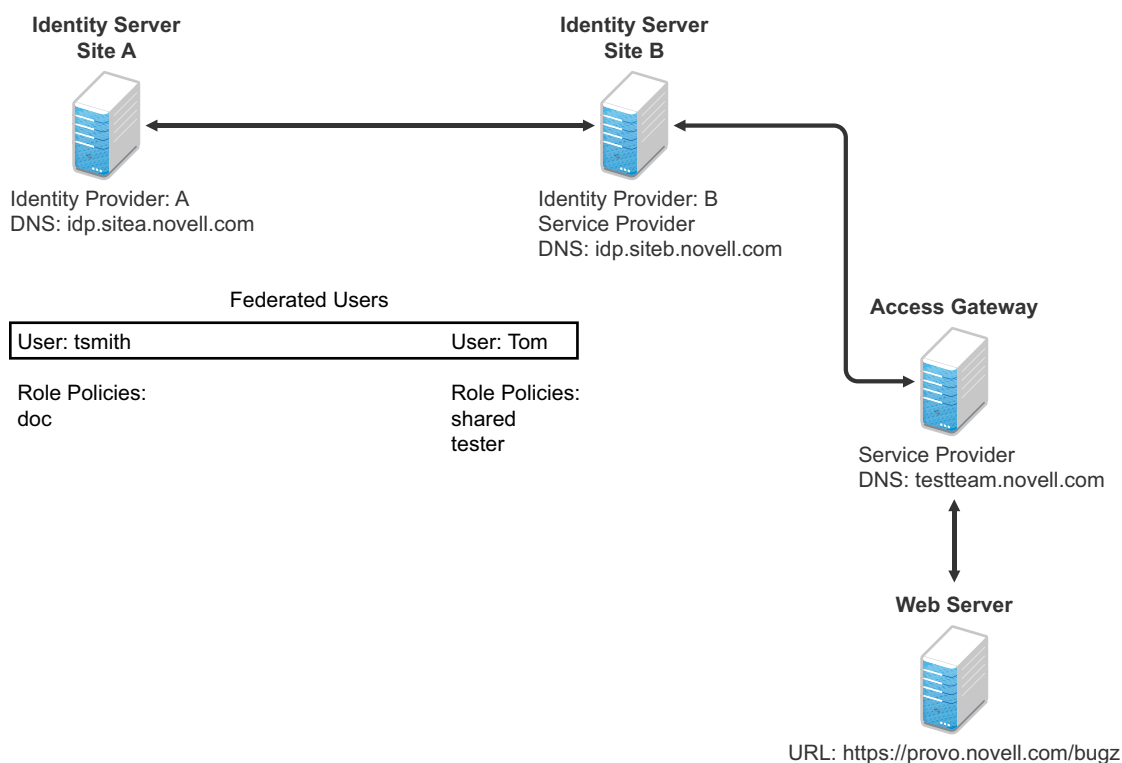 Identity Server
Site A
Identity Server
Site B
Identity Provider: A
DNS: idp.sitea.novell.com
Identity Provider: B
Service Provider
DNS: idp.siteb.novell.com
Federated Users
User: tsmith
User: Tom
Role Policies:
doc
Role Policies:
shared
tester
Access Gateway
Service Provider
DNS: testteam.novell.com
Web Server
URL: https://provo.novell.com/bugz